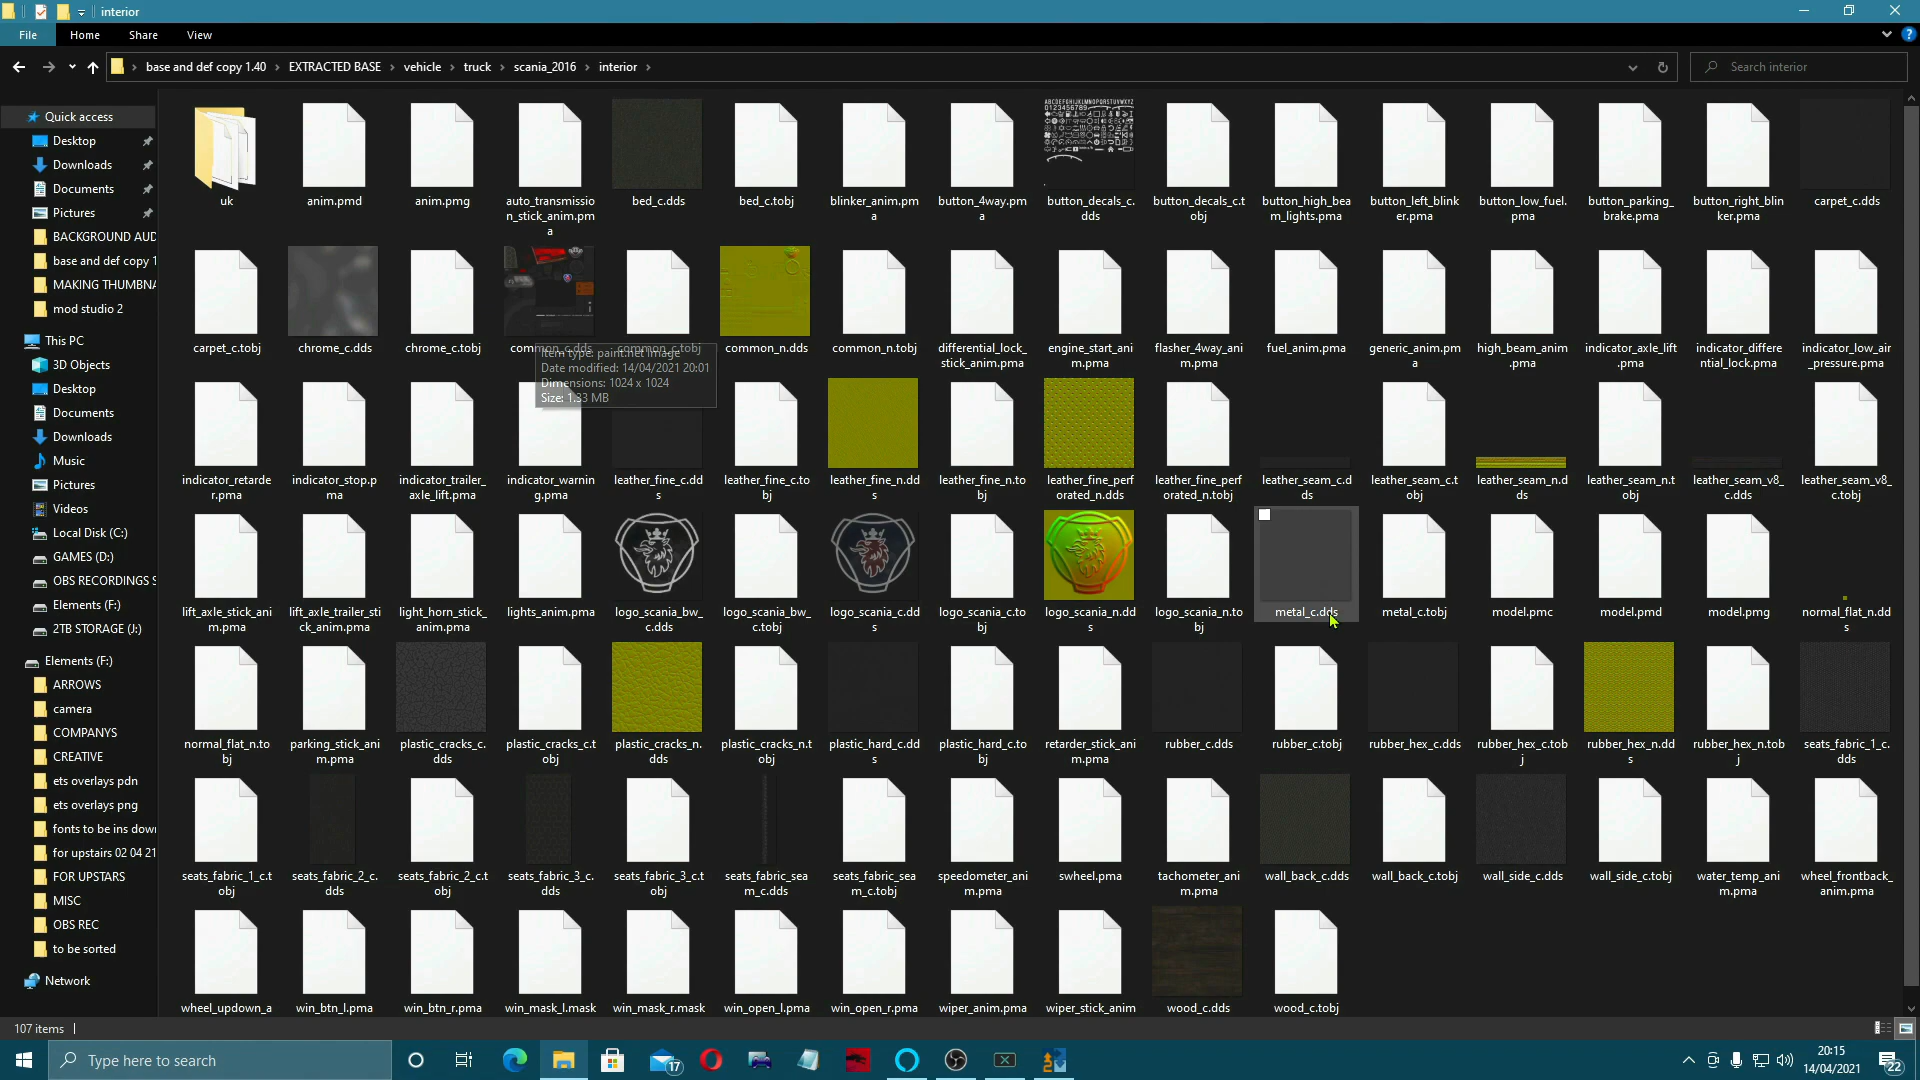 interior
File
Home
Share
View
base and def copy 1.40
EXTRACTED BASE
vehicle
truck
scania_2016
interior
Search interior
Quick access
Desktop
Downloads
Documents
Pictures
BACKGROUND AUD
base and def copy 1
MAKING THUMBNA
mod studio 2
This PC
3D Objects
Desktop
Documents
Downloads
Music
Pictures
Videos
Local Disk (C:)
GAMES (D:)
OBS RECORDINGS S
Elements (F:)
2TB STORAGE (J:)
Elements (F:)
ARROWS
camera
COMPANYS
CREATIVE
ets overlays pdn
ets overlays png
fonts to be ins down
for upstairs 02 04 21
FOR UPSTARS
MISC
OBS REC
to be sorted
Network
uk
anim.pmd
anim.pmg
auto_transmissio
n_stick_anim.pm
a
bed_c.dds
bed_c.tobj
blinker_anim.pm
a
button_4way.pm
a
ABCDEFGHIJKLMNOPQRSTUVWXYZ
0123456789
button_decals_c.
dds
button_decals_c.t
obj
button_high_bea
m_lights.pma
button_left_blink
er.pma
button_low_fuel.
pma
button_parking_
brake.pma
button_right_blin
ker.pma
carpet_c.dds
carpet_c.tobj
chrome_c.dds
chrome_c.tobj
common_c.dds
common_c.tobj
common_n.dds
common_n.tobj
differential_lock_
stick_anim.pma
engine_start_ani
m.pma
flasher_4way_ani
m.pma
fuel_anim.pma
generic_anim.pm
a
high_beam_anim
.pma
indicator_axle_lift
.pma
indicator_differe
ntial_lock.pma
indicator_low_air
_pressure.pma
Item type: paint.net Image
Date modified: 14/04/2021 20:01
Dimensions: 1024 x 1024
Size: 1.33 MB
indicator_retarde
r.pma
indicator_stop.p
ma
indicator_trailer_
axle_lift.pma
indicator_warnin
g.pma
leather_fine_c.dd
s
leather_fine_c.to
bj
leather_fine_n.dd
s
leather_fine_n.to
bj
leather_fine_perf
orated_n.dds
leather_fine_perf
orated_n.tobj
leather_seam_c.d
ds
leather_seam_c.t
obj
leather_seam_n.d
ds
leather_seam_n.t
obj
leather_seam_v8
_c.dds
leather_seam_v8_
c.tobj
lift_axle_stick_ani
m.pma
lift_axle_trailer_sti
ck_anim.pma
light_horn_stick_
anim.pma
lights_anim.pma
logo_scania_bw_
c.dds
logo_scania_bw_
c.tobj
logo_scania_c.dd
s
logo_scania_c.to
bj
logo_scania_n.dd
s
logo_scania_n.to
bj
metal_c.dds
metal_c.tobj
model.pmc
model.pmd
model.pmg
normal_flat_n.dd
s
normal_flat_n.to
bj
parking_stick_ani
m.pma
plastic_cracks_c.
dds
plastic_cracks_c.t
obj
plastic_cracks_n.
dds
plastic_cracks_n.t
obj
plastic_hard_c.dd
s
plastic_hard_c.to
bj
retarder_stick_ani
m.pma
rubber_c.dds
rubber_c.tobj
rubber_hex_c.dds
rubber_hex_c.tob
j
rubber_hex_n.dd
s
rubber_hex_n.tob
j
seats_fabric_1_c.
dds
seats_fabric_1_c.t
obj
seats_fabric_2_c.
dds
seats_fabric_2_c.t
obj
seats_fabric_3_c.
dds
seats_fabric_3_c.t
obj
seats_fabric_sea
m_c.dds
seats_fabric_sea
m_c.tobj
speedometer_ani
m.pma
swheel.pma
tachometer_ani
m.pma
wall_back_c.dds
wall_back_c.tobj
wall_side_c.dds
wall_side_c.tobj
water_temp_ani
m.pma
wheel_frontback_
anim.pma
wheel_updown_a
win_btn_l.pma
win_btn_r.pma
win_mask_l.mask
win_mask_r.mask
win_open_l.pma
win_open_r.pma
wiper_anim.pma
wiper_stick_anim
wood_c.dds
wood_c.tobj
107 items
Type here to search
17
20:15
14/04/2021
22